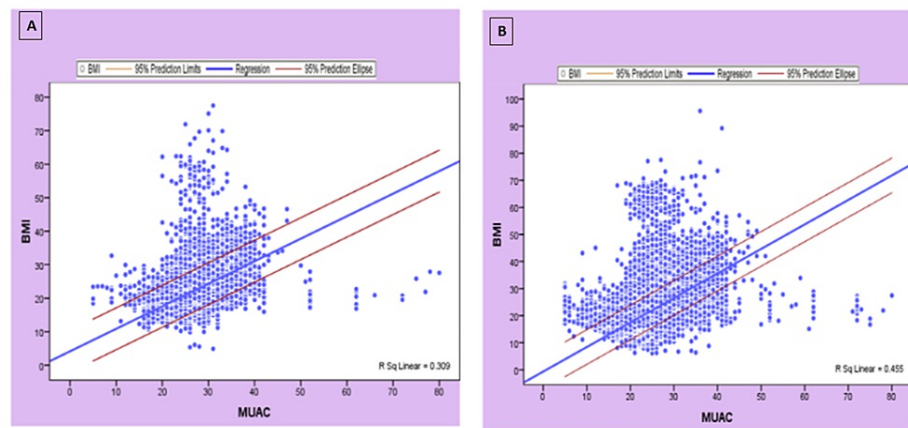 A
BMI 95% Prediction Limits Regression 95% Prediction Ellipse
80
70
60
50
40
30
20
10
0
BMI
0 10 20 30 40 50 60 70 80
R Sq Linear = 0.309
MUAC
B
BMI 95% Prediction Limits Regression 95% Prediction Ellipse
100
90
80
70
60
50
40
30
20
10
0
BMI
0 10 20 30 40 50 60 70 80
R Sq Linear = 0.455
MUAC